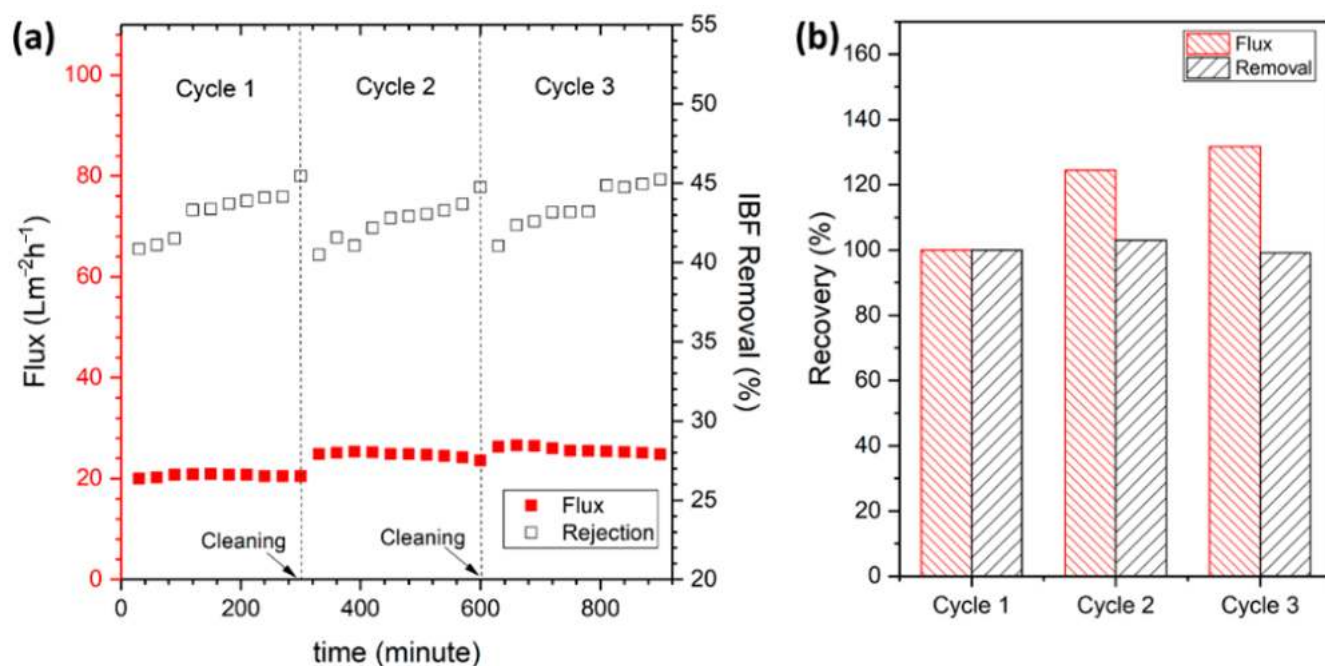 (a)
Flux (Lm⁻²h⁻¹)
100
80
60
40
20
0
Cycle 1
Cycle 2
Cycle 3
Cleaning
Cleaning
Flux
Rejection
0
200
400
600
800
time (minute)
55
50
45
40
35
30
25
20
IBF Removal (%)
(b)
Recovery (%)
160
140
120
100
80
60
40
20
0
Flux
Removal
Cycle 1
Cycle 2
Cycle 3